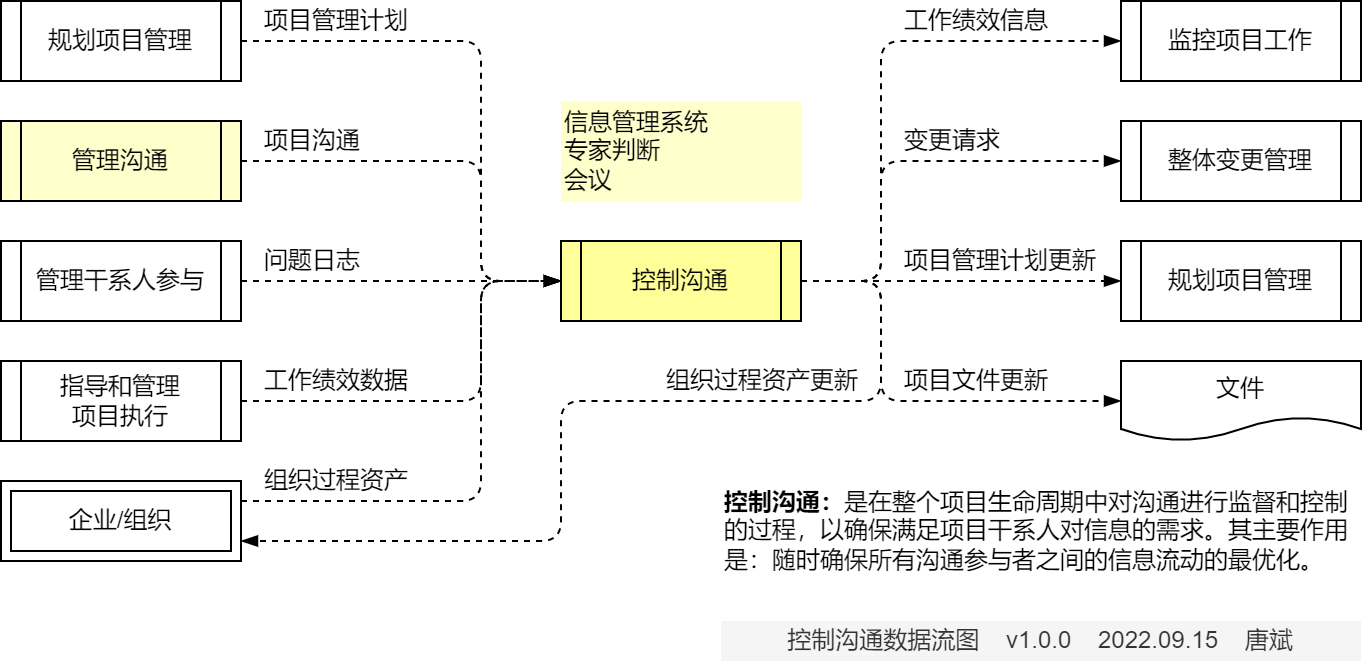 规划项目管理
项目管理计划
工作绩效信息
监控项目工作
管理沟通
项目沟通
信息管理系统
专家判断
会议
变更请求
整体变更管理
管理干系人参与
问题日志
控制沟通
项目管理计划更新
规划项目管理
指导和管理
项目执行
工作绩效数据
组织过程资产更新
项目文件更新
文件
企业/组织
组织过程资产
控制沟通：是在整个项目生命周期中对沟通进行监督和控制
的过程，以确保满足项目干系人对信息的需求。其主要作用
是：随时确保所有沟通参与者之间的信息流动的最优化。
控制沟通数据流图 v1.0.0 2022.09.15 唐斌